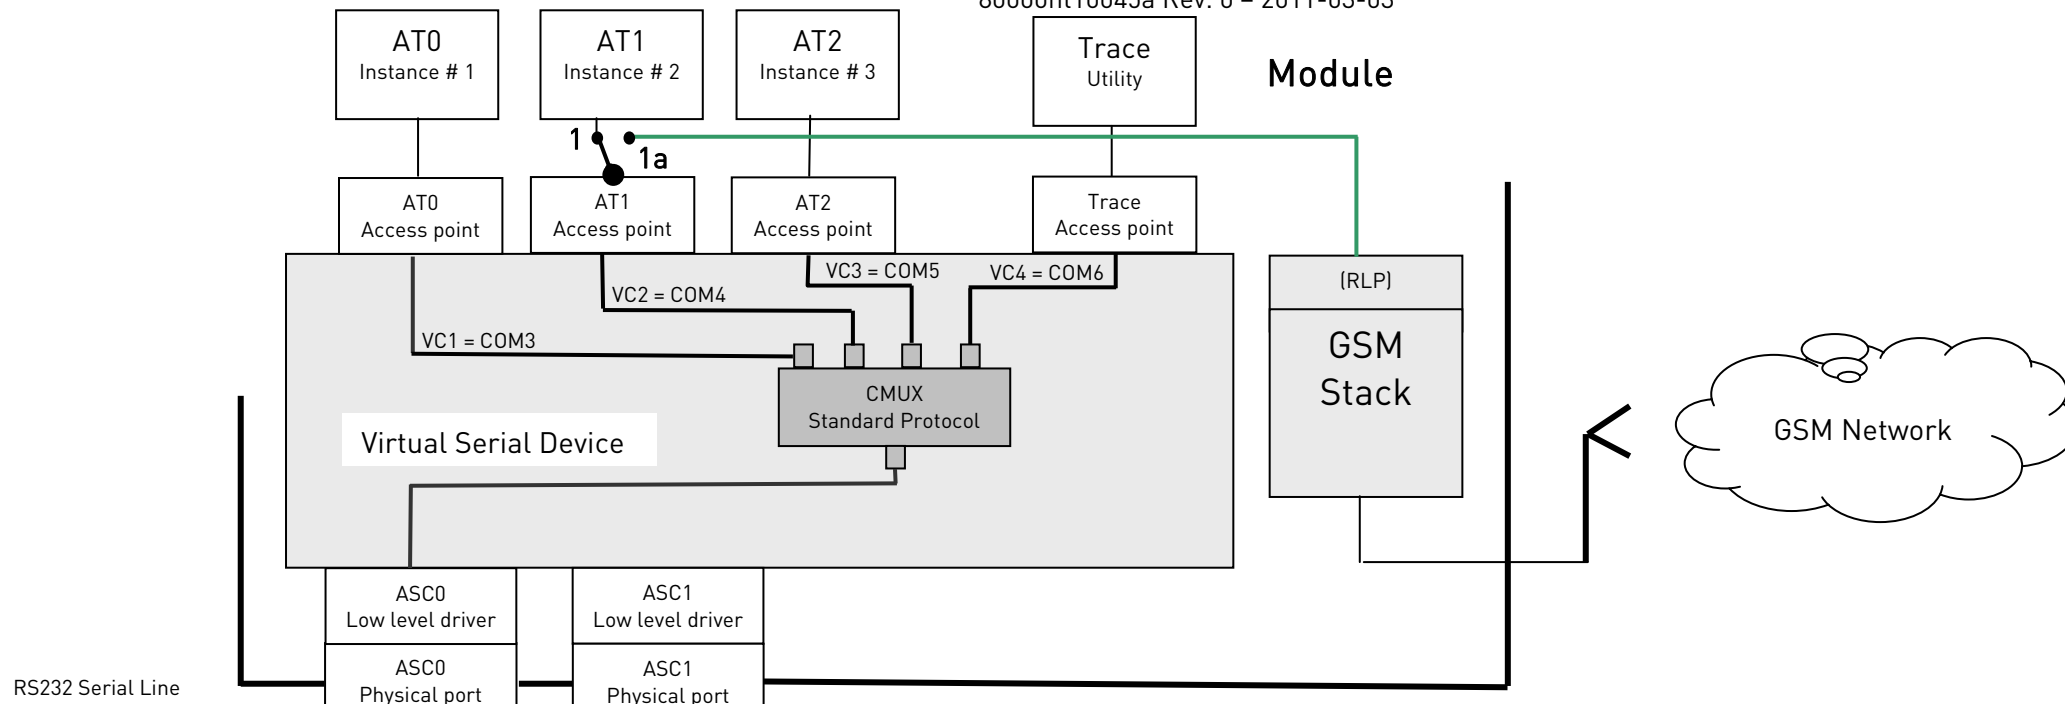 AT0
Instance # 1
AT1
Instance # 2
AT2
Instance # 3
Trace
Utility
Module
1
1a
AT0
Access point
AT1
Access point
AT2
Access point
Trace
Access point
VC3 = COM5
VC4 = COM6
VC2 = COM4
VC1 = COM3
(RLP)
GSM
Stack
CMUX
Standard Protocol
Virtual Serial Device
GSM Network
ASC0
Low level driver
ASC1
Low level driver
ASC0
Physical port
ASC1
Physical port
RS232 Serial Line